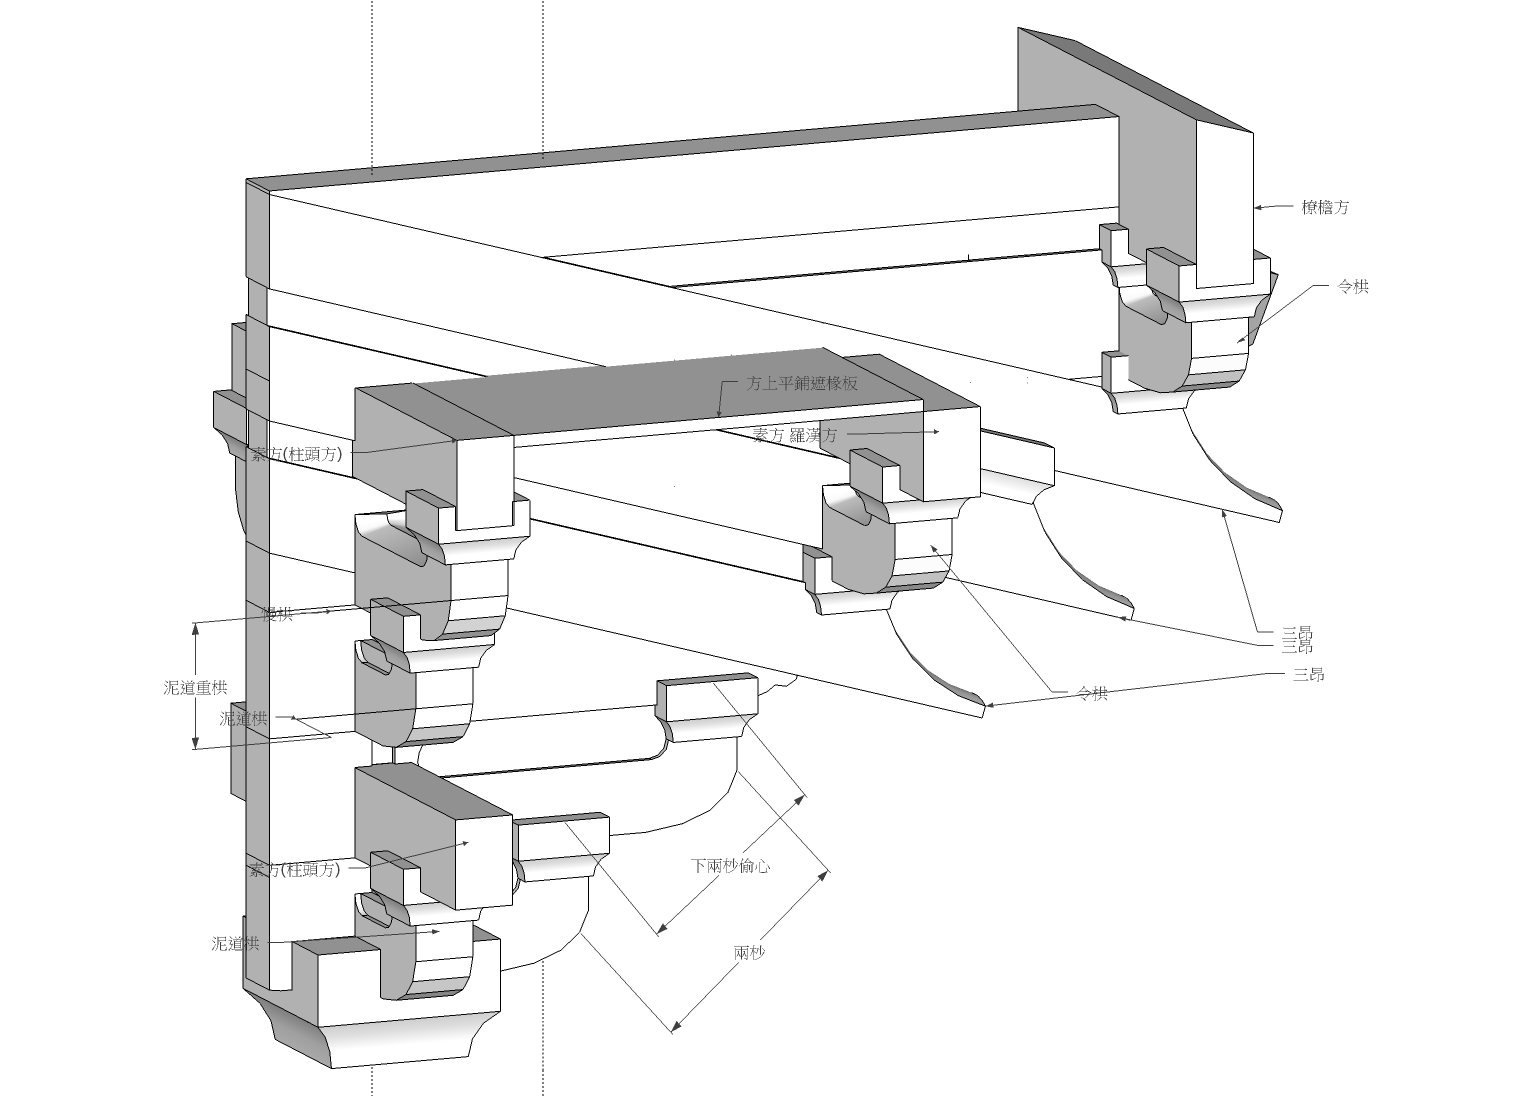 橑檐方
令栱
方上平鋪遮椽板
素方 羅漢方
素方(柱頭方)
慢栱
三昂
三昂
三昂
泥道重栱
令栱
泥道栱
下兩杪偷心
素方(柱頭方)
泥道栱
兩杪